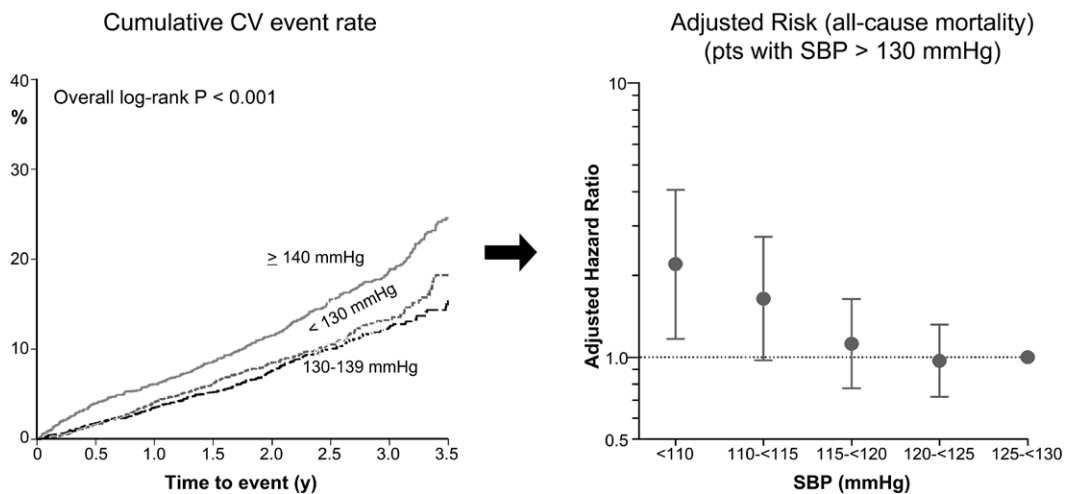 Cumulative CV event rate
40
%
30
20
10
0
Overall log-rank P < 0.001
≥ 140 mmHg
< 130 mmHg
130-139 mmHg
0 0.5 1.0 1.5 2.0 2.5 3.0 3.5
Time to event (y)
Adjusted Risk (all-cause mortality)
(pts with SBP > 130 mmHg)
10
1.0
0.5
Adjusted Hazard Ratio
<110 110-<115 115-<120 120-<125 125-<130
SBP (mmHg)